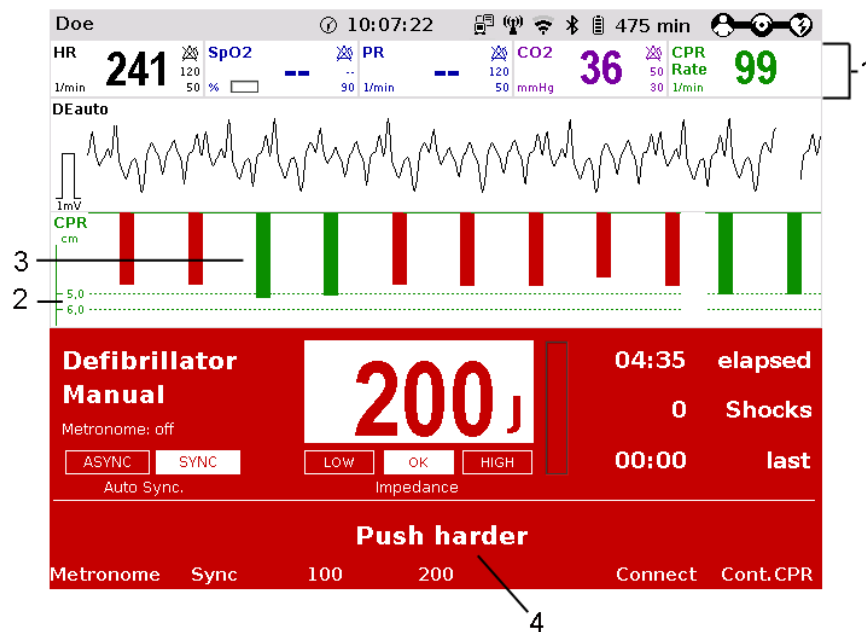 Doe 10:07:22 475 min
HR 241 120 50 1/min
SpO2 -- -- 90 %
PR -- 120 50 1/min
CO2 36 50 30 mmHg
CPR Rate 99 1/min
1
DEauto
1mV
CPR
cm
3
2
5,0
6,0
Defibrillator
Manual
Metronome: off
ASYNC SYNC
Auto Sync.
200 J
LOW OK HIGH
Impedance
04:35 elapsed
0 Shocks
00:00 last
Push harder
Metronome Sync 100 200 Connect Cont.CPR
4